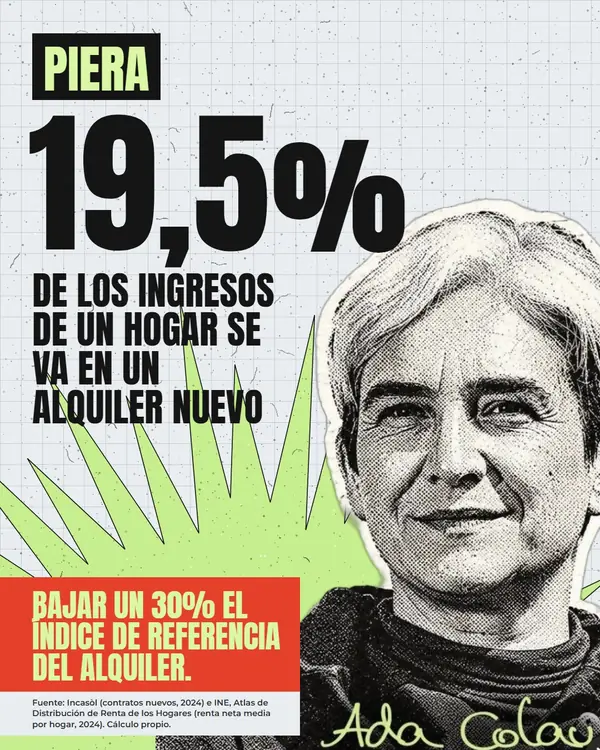 PIERA
19,5%
DE LOS INGRESOS
DE UN HOGAR SE
VA EN UN
ALQUILER NUEVO
BAJAR UN 30% EL
ÍNDICE DE REFERENCIA
DEL ALQUILER.
Fuente: Incasòl (contratos nuevos, 2024) e INE, Atlas de
Distribución de Renta de los Hogares (renta neta media
por hogar, 2024). Cálculo propio.
Ada Colau